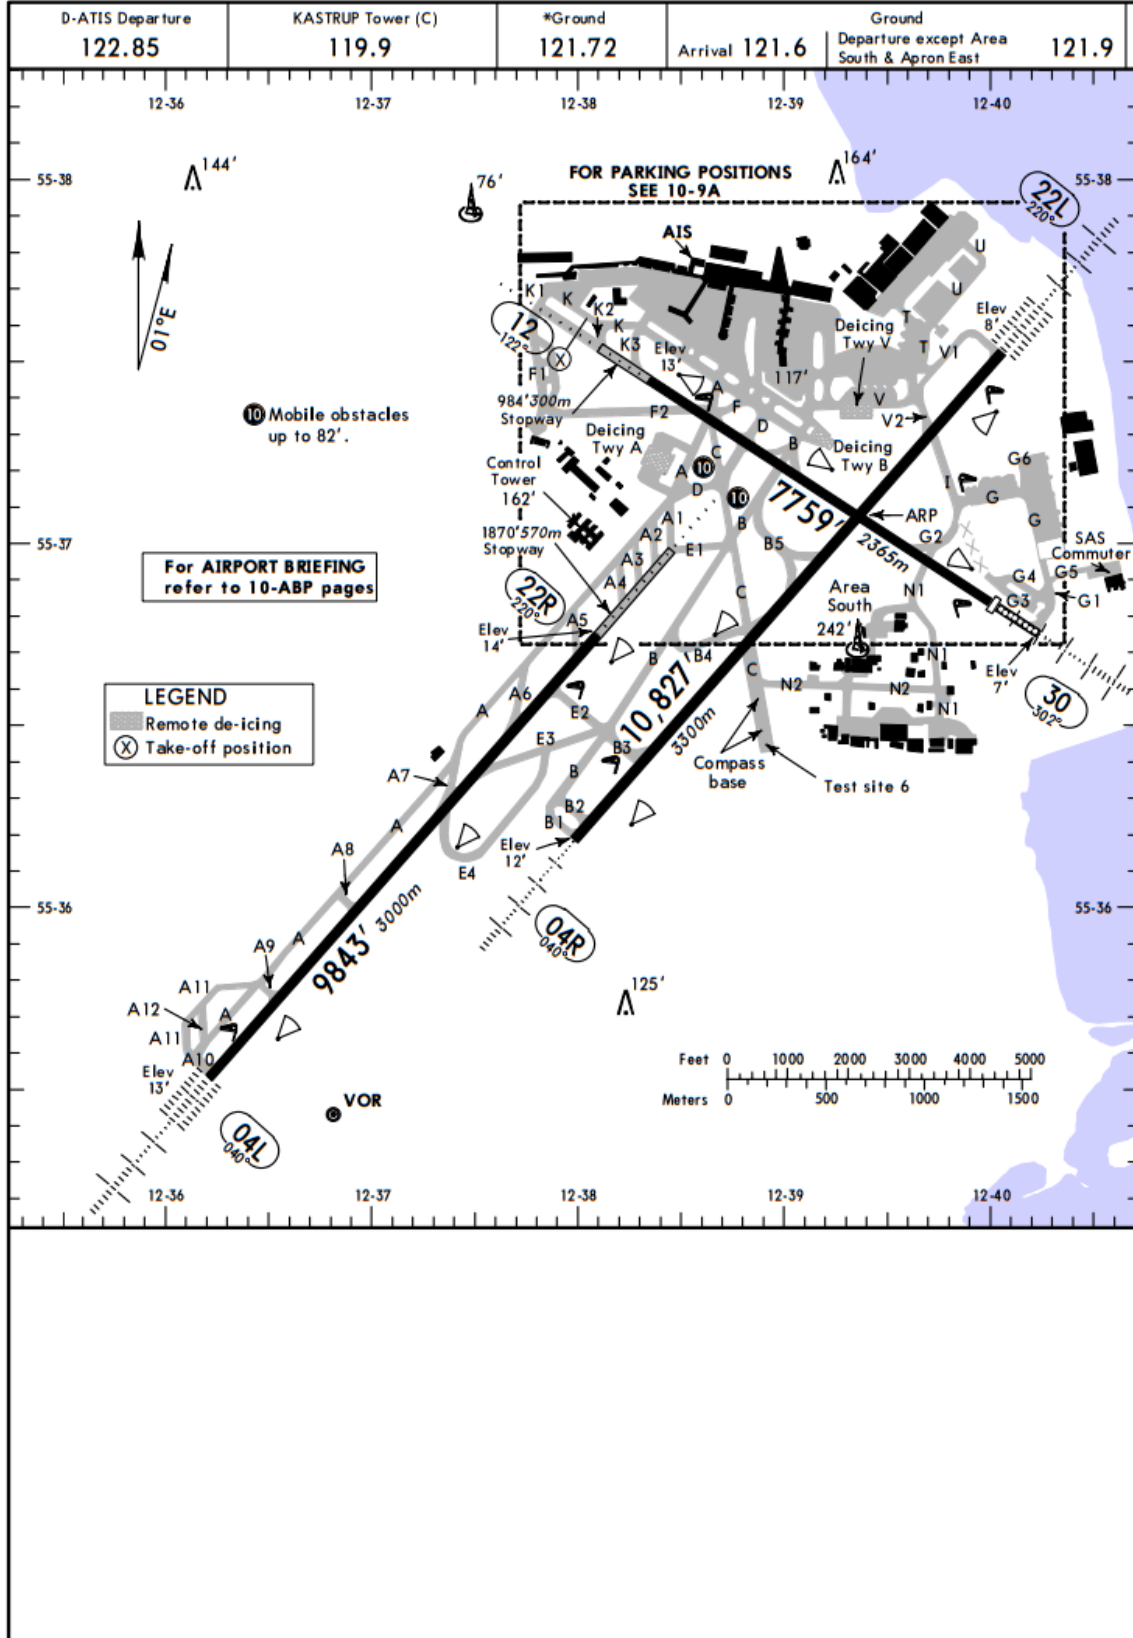 D-ATIS Departure
122.85
KASTRUP Tower (C)
119.9
*Ground
121.72
Ground
Arrival 121.6
Departure except Area
South & Apron East
121.9
12-36
12-37
12-38
12-39
12-40
55-38
144'
76'
FOR PARKING POSITIONS
SEE 10-9A
164'
55-38
22L
220°
AIS
01°E
U
U
K1
K
K2
K
K3
12
122°
X
Elev
13'
Deicing
Twy V
T
T
V1
Elev
8'
F1
984'300m
Stopway
117'
A
F
F2
D
B
V
V2
10 Mobile obstacles
up to 82'.
Deicing
Twy A
Deicing
Twy B
Control
Tower
162'
C
10
A
D
10
7759'
2365m
I
G6
G
G
ARP
G2
1870'570m
Stopway
A1
A2
A3
A4
A5
E1
B
B5
C
55-37
55-37
SAS
Commuter
G4
G5
G3
G1
N1
For AIRPORT BRIEFING
refer to 10-ABP pages
22R
220°
Elev
14'
Area
South
242'
B
B4
C
N1
N2
N2
N1
Elev
7'
30
302°
LEGEND
Remote de-icing
X Take-off position
A6
A
E2
E3
B3
10,827'
3300m
Compass
base
Test site 6
A7
A
B
B2
B1
Elev
12'
A8
E4
55-36
55-36
04R
040°
9843' 3000m
A
A9
A11
A12
A
A11
A10
Elev
13'
125'
Feet 0 1000 2000 3000 4000 5000
Meters 0 500 1000 1500
VOR
04L
040°
12-36
12-37
12-38
12-39
12-40